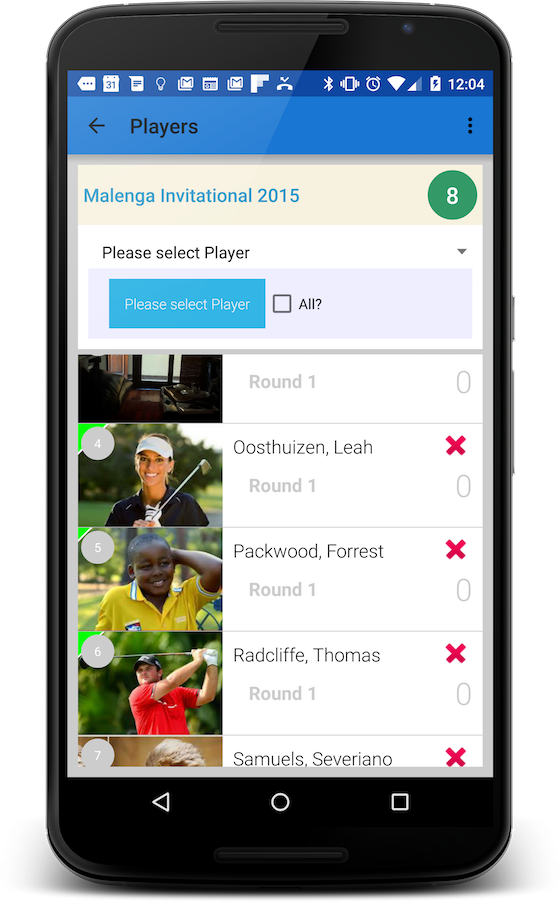 31
12:04
Players
Malenga Invitational 2015
8
Please select Player
Please select Player
All?
Round 1
0
4
Oosthuizen, Leah
Round 1
0
5
Packwood, Forrest
Round 1
0
6
Radcliffe, Thomas
Round 1
0
7
Samuels, Severiano